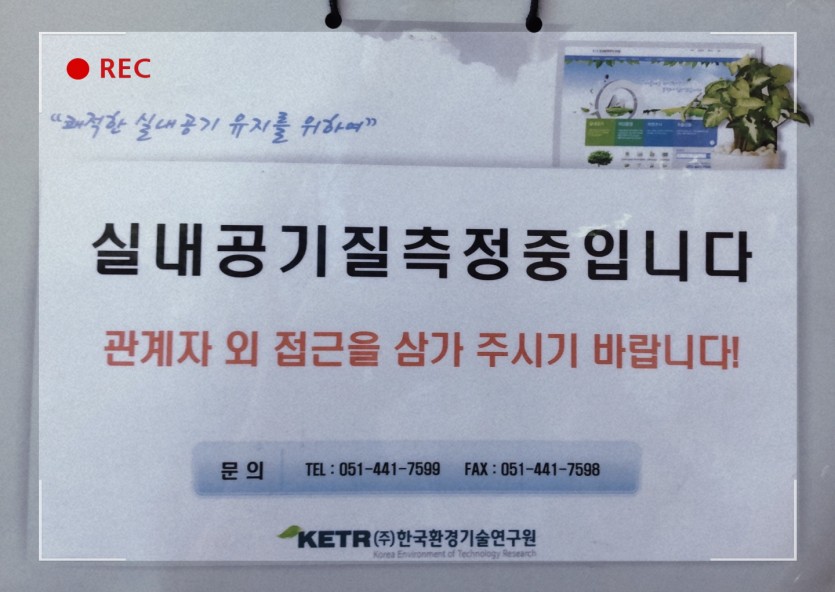 REC
“쾌적한 실내공기 유지를 위하며”
실내공기질측정중입니다
관계자 외 접근을 삼가 주시기 바랍니다!
문 의 TEL : 051-441-7599 FAX : 051-441-7598
KETR (주)한국환경기술연구원
Korea Environment of Technology Research